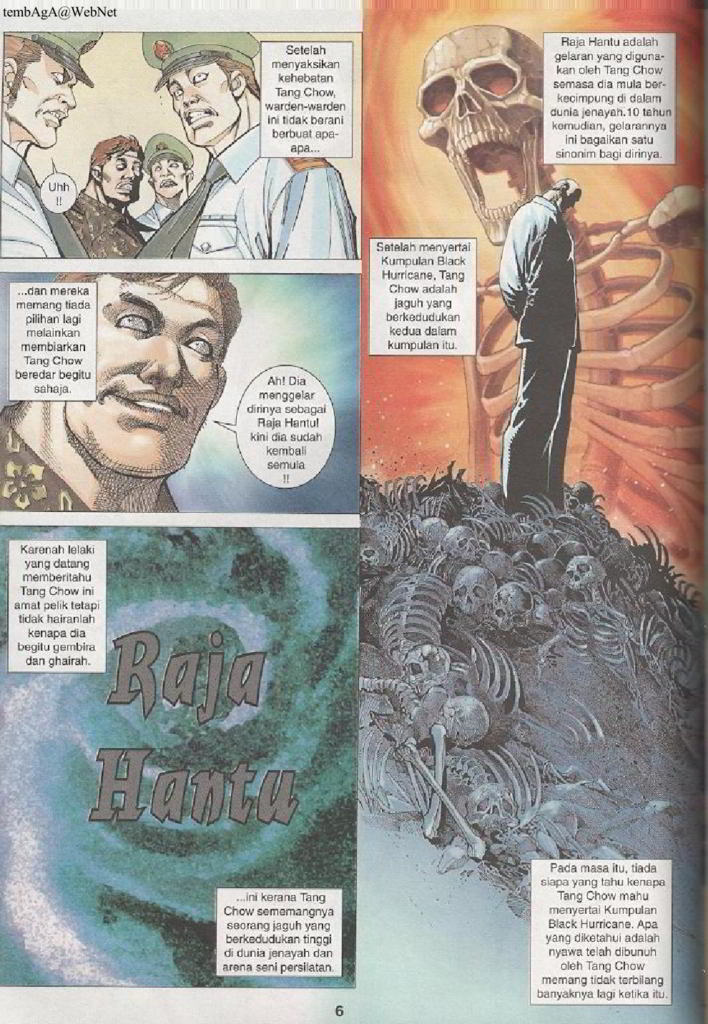 tembAgA@WebNet
Setelah
menyaksikan
kehebatan
Tang Chow,
warden-warden
ini tidak berani
berbuat apa-
apa...
Uhh
!!
...dan mereka
memang tiada
pilihan lagi
melainkan
membiarkan
Tang Chow
beredar begitu
sahaja.
Ah! Dia
menggelar
dirinya sebagai
Raja Hantu!
kini dia sudah
kembali
semula
!!
Karenah lelaki
yang datang
memberitahu
Tang Chow ini
amat pelik tetapi
tidak hairanlah
kenapa dia
begitu gembira
dan ghairah.
Raja
Hantu
...ini kerana Tang
Chow sememangnya
seorang jaguh yang
berkedudukan tinggi
di dunia jenayah dan
arena seni persilatan.
Raja Hantu adalah
gelaran yang diguna-
kan oleh Tang Chow
semasa dia mula ber-
kecimpung di dalam
dunia jenayah.10 tahun
kemudian, gelarannya
ini bagaikan satu
sinonim bagi dirinya.
Setelah menyertai
Kumpulan Black
Hurricane, Tang
Chow adalah
jaguh yang
berkedudukan
kedua dalam
kumpulan itu.
Pada masa itu, tiada
siapa yang tahu kenapa
Tang Chow mahu
menyertai Kumpulan
Black Hurricane. Apa
yang diketahui adalah
nyawa telah dibunuh
oleh Tang Chow
memang tidak terbilang
banyaknya lagi ketika itu.
6